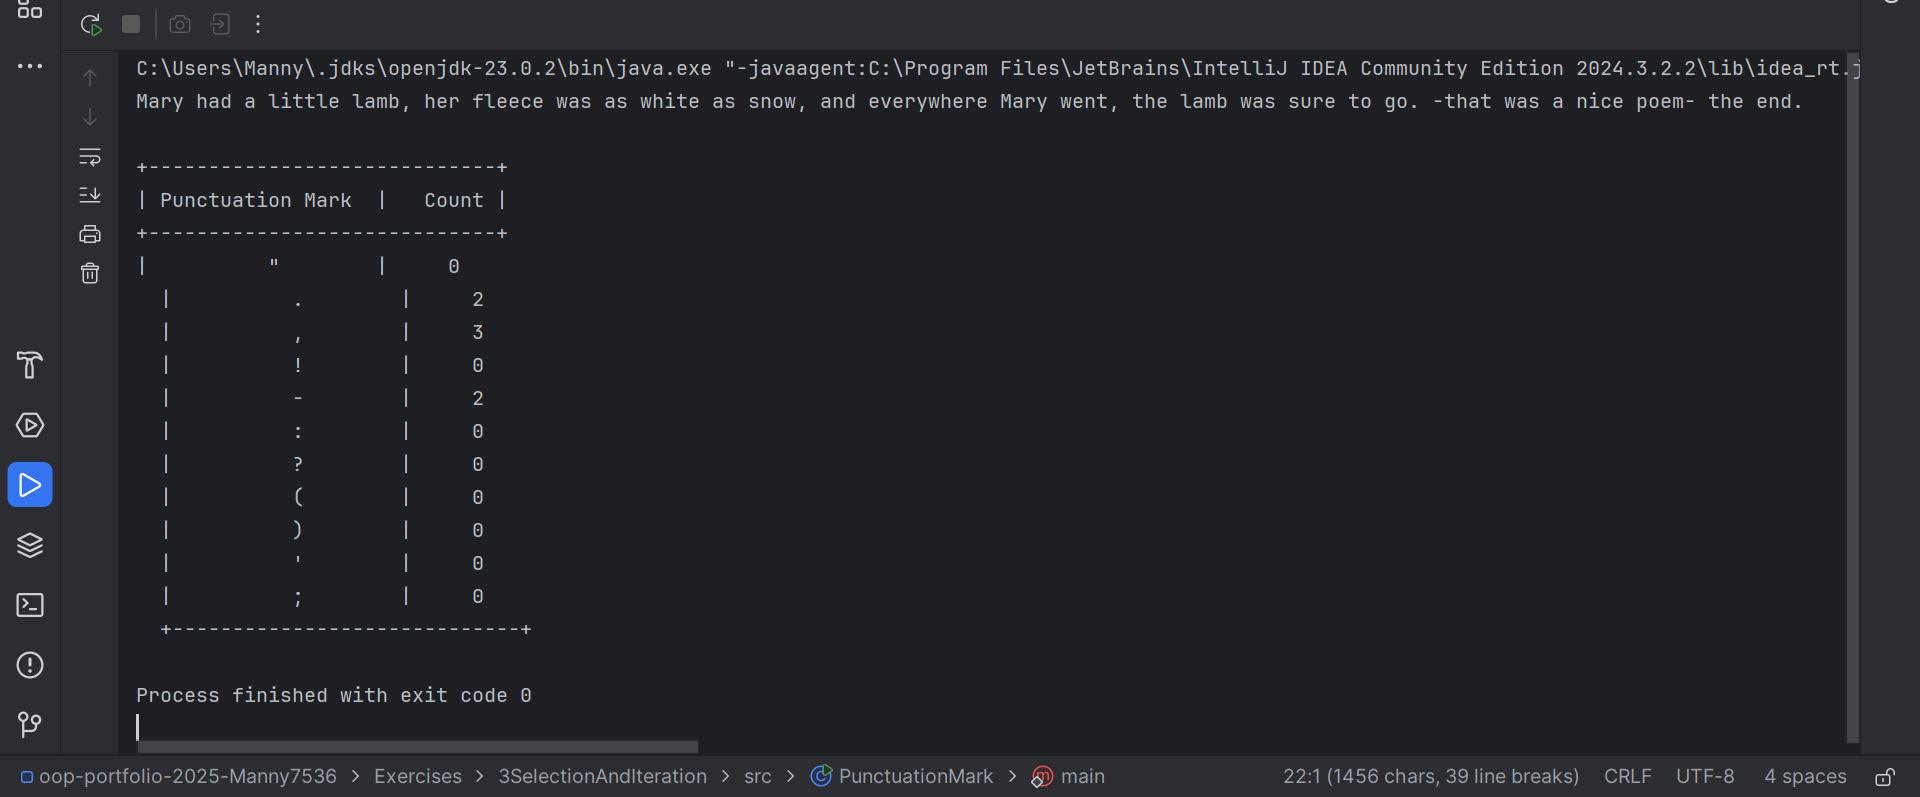 C:\Users\Manny\.jdks\openjdk-23.0.2\bin\java.exe "-javaagent:C:\Program Files\JetBrains\IntelliJ IDEA Community Edition 2024.3.2.2\lib\idea_rt.j
Mary had a little lamb, her fleece was as white as snow, and everywhere Mary went, the lamb was sure to go. -that was a nice poem- the end.
+-----------------------------+
| Punctuation Mark  |   Count |
+-----------------------------+
|          "        |     0
  |          .        |     2
  |          ,        |     3
  |          !        |     0
  |          -        |     2
  |          :        |     0
  |          ?        |     0
  |          (        |     0
  |          )        |     0
  |          '        |     0
  |          ;        |     0
  +-----------------------------+
Process finished with exit code 0
oop-portfolio-2025-Manny7536 > Exercises > 3SelectionAndIteration > src > PunctuationMark > main 22:1 (1456 chars, 39 line breaks) CRLF UTF-8 4 spaces